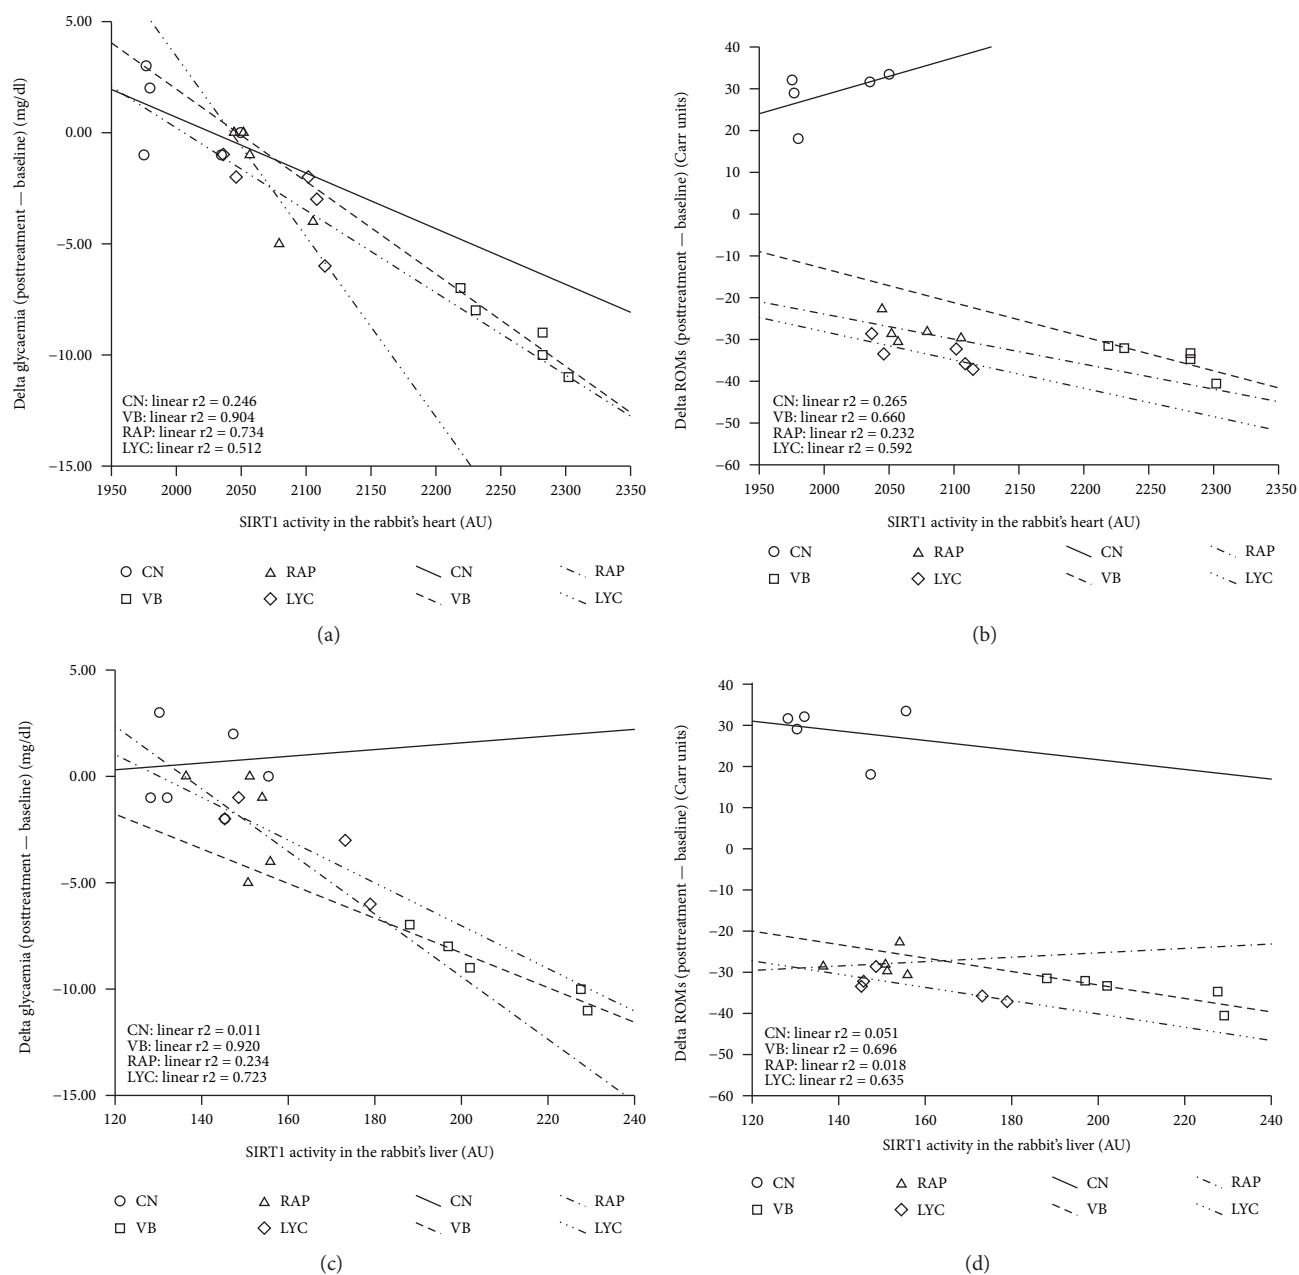 5.00
0.00
−5.00
−10.00
−15.00
Delta glycaemia (posttreatment — baseline) (mg/dl)
CN: linear r2 = 0.246
VB: linear r2 = 0.904
RAP: linear r2 = 0.734
LYC: linear r2 = 0.512
1950 2000 2050 2100 2150 2200 2250 2300 2350
SIRT1 activity in the rabbit's heart (AU)
CN RAP CN RAP
VB LYC VB LYC
(a)
40
30
20
10
0
−10
−20
−30
−40
−50
−60
Delta ROMs (posttreatment — baseline) (Carr units)
CN: linear r2 = 0.265
VB: linear r2 = 0.660
RAP: linear r2 = 0.232
LYC: linear r2 = 0.592
1950 2000 2050 2100 2150 2200 2250 2300 2350
SIRT1 activity in the rabbit's heart (AU)
CN RAP CN RAP
VB LYC VB LYC
(b)
5.00
0.00
−5.00
−10.00
−15.00
Delta glycaemia (posttreatment — baseline) (mg/dl)
CN: linear r2 = 0.011
VB: linear r2 = 0.920
RAP: linear r2 = 0.234
LYC: linear r2 = 0.723
120 140 160 180 200 220 240
SIRT1 activity in the rabbit's liver (AU)
CN RAP CN RAP
VB LYC VB LYC
(c)
40
30
20
10
0
−10
−20
−30
−40
−50
−60
Delta ROMs (posttreatment — baseline) (Carr units)
CN: linear r2 = 0.051
VB: linear r2 = 0.696
RAP: linear r2 = 0.018
LYC: linear r2 = 0.635
120 140 160 180 200 220 240
SIRT1 activity in the rabbit's liver (AU)
CN RAP CN RAP
VB LYC VB LYC
(d)